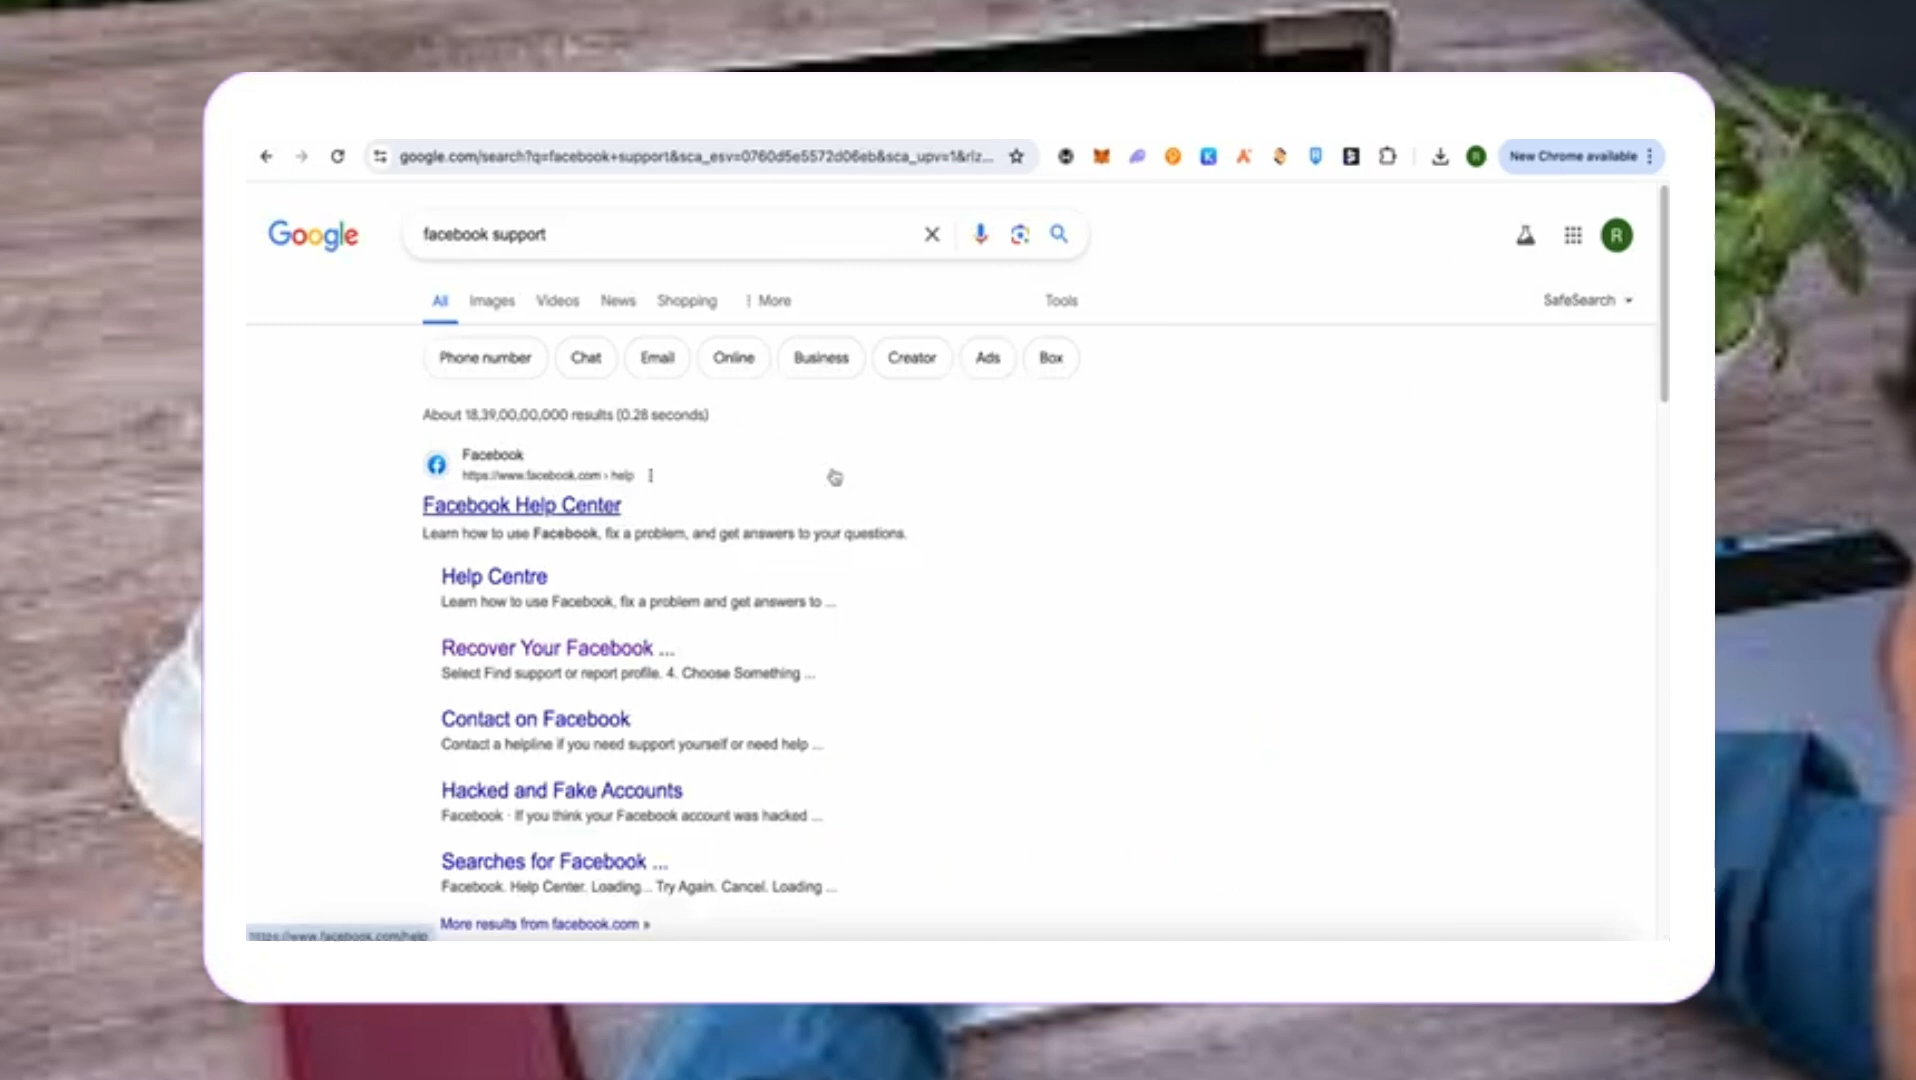 google.com/search?q=facebook+support&sca_esv=0760d5e5572d06eb&sca_upv=1&rlz...
New Chrome available
Google
facebook support
R
All Images Videos News Shopping More Tools SafeSearch
Phone number Chat Email Online Business Creator Ads Box
About 18,39,00,00,000 results (0.28 seconds)
Facebook
https://www.facebook.com › help
Facebook Help Center
Learn how to use Facebook, fix a problem, and get answers to your questions.
Help Centre
Learn how to use Facebook, fix a problem and get answers to ...
Recover Your Facebook ...
Select Find support or report profile. 4. Choose Something ...
Contact on Facebook
Contact a helpline if you need support yourself or need help ...
Hacked and Fake Accounts
Facebook · If you think your Facebook account was hacked ...
Searches for Facebook ...
Facebook. Help Center. Loading... Try Again. Cancel. Loading ...
More results from facebook.com »
https://www.facebook.com/help